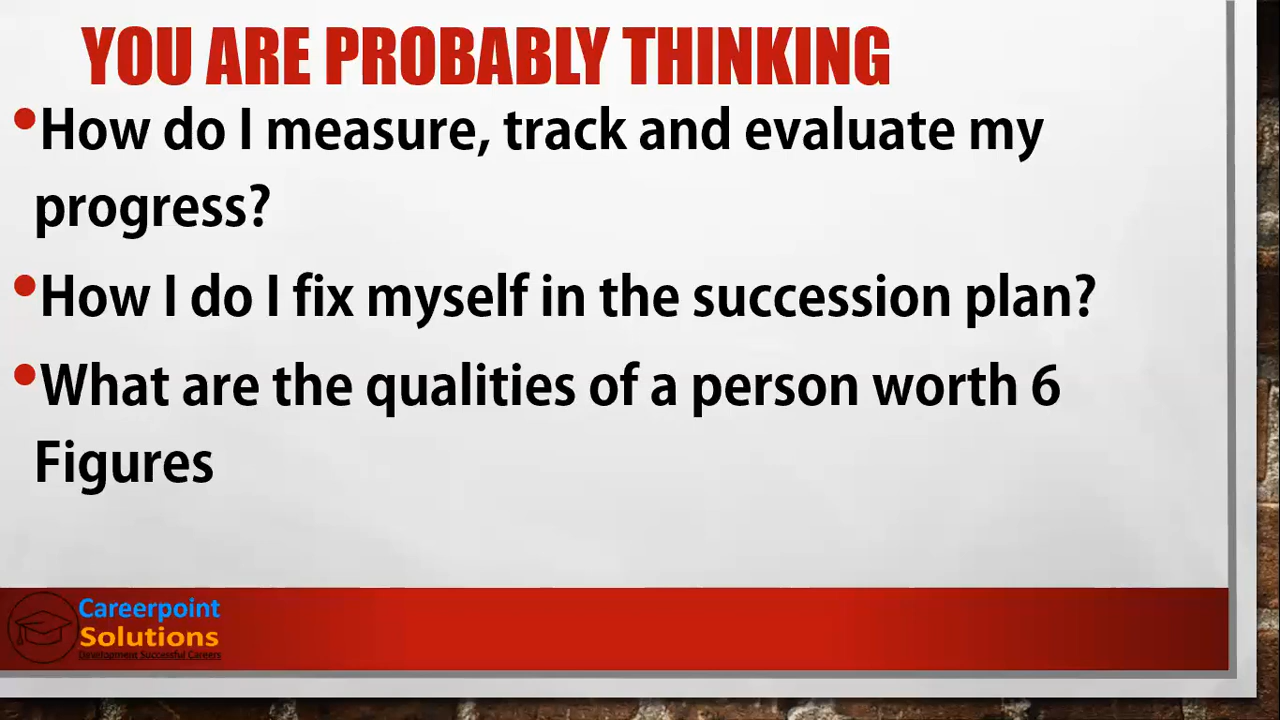 YOU ARE PROBABLY THINKING
•How do I measure, track and evaluate my
progress?
•How I do I fix myself in the succession plan?
•What are the qualities of a person worth 6
Figures
Careerpoint
Solutions
Development Successful Careers